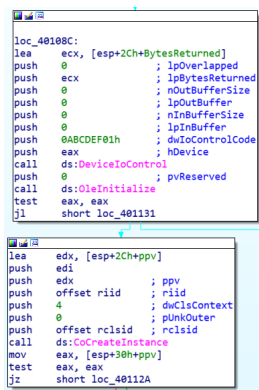 loc_40108C:
lea ecx, [esp+2Ch+BytesReturned]
push 0 ; lpOverlapped
push ecx ; lpBytesReturned
push 0 ; nOutBufferSize
push 0 ; lpOutBuffer
push 0 ; nInBufferSize
push 0 ; lpInBuffer
push 0ABCDEF01h ; dwIoControlCode
push eax ; hDevice
call ds:DeviceIoControl
push 0 ; pvReserved
call ds:OleInitialize
test eax, eax
jl short loc_401131
lea edx, [esp+2Ch+ppv]
push edi
push edx ; ppv
push offset riid ; riid
push 4 ; dwClsContext
push 0 ; pUnkOuter
push offset rclsid ; rclsid
call ds:CoCreateInstance
mov eax, [esp+30h+ppv]
test eax, eax
jz short loc_40112A